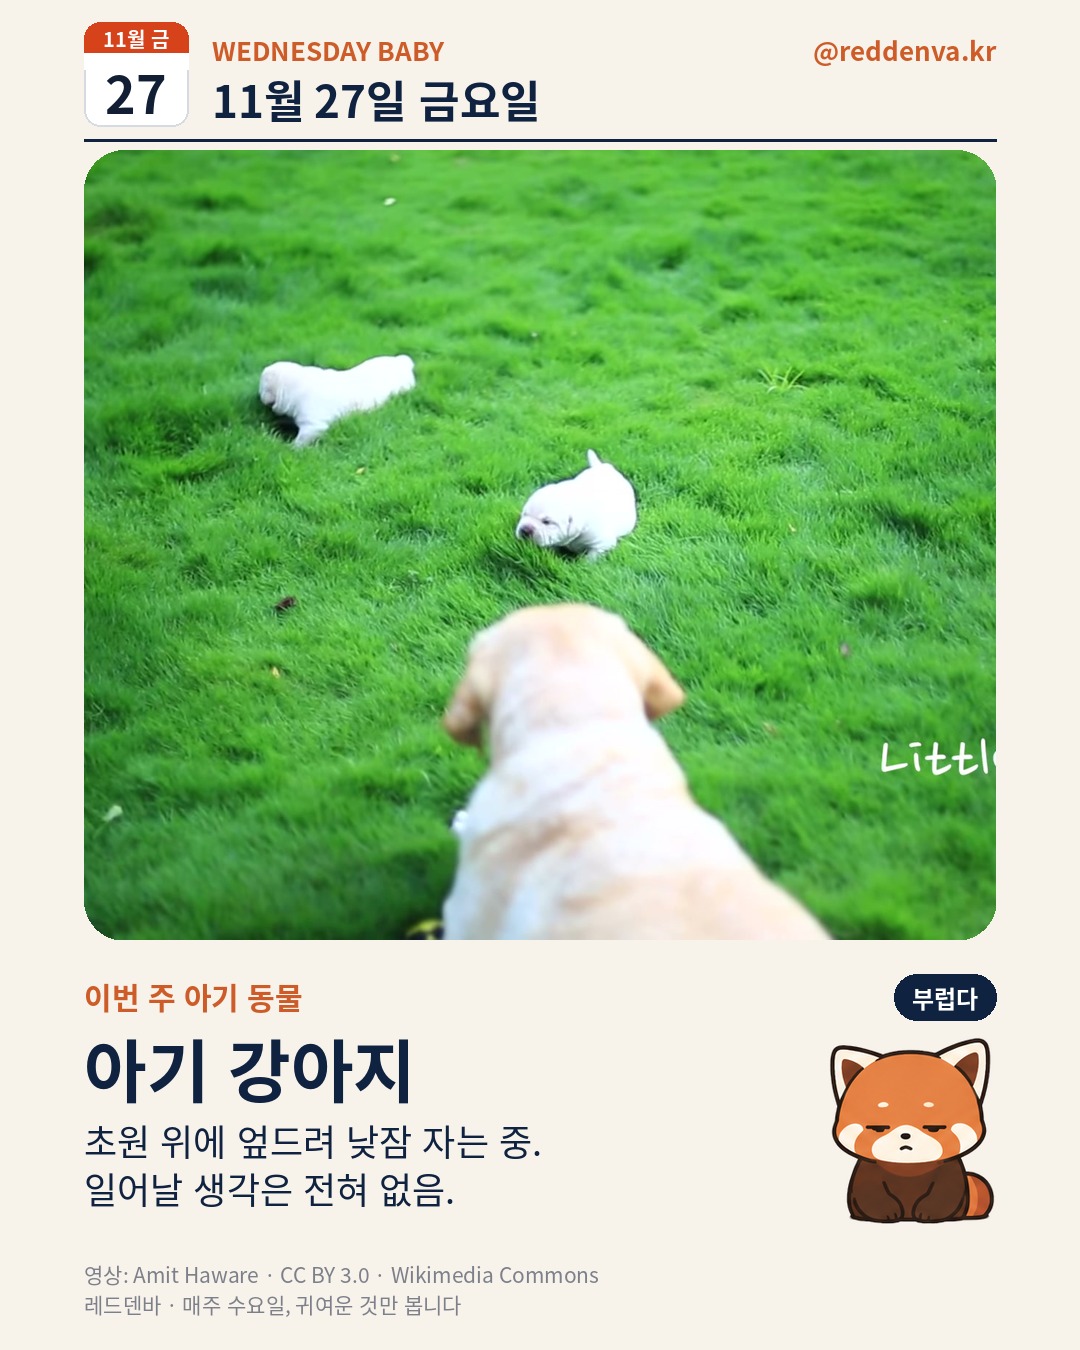 11월 금
27
WEDNESDAY BABY
11월 27일 금요일
@reddenva.kr
Little
이번 주 아기 동물
부럽다
아기 강아지
초원 위에 엎드려 낮잠 자는 중.
일어날 생각은 전혀 없음.
영상: Amit Haware · CC BY 3.0 · Wikimedia Commons
레드덴바 · 매주 수요일, 귀여운 것만 봅니다